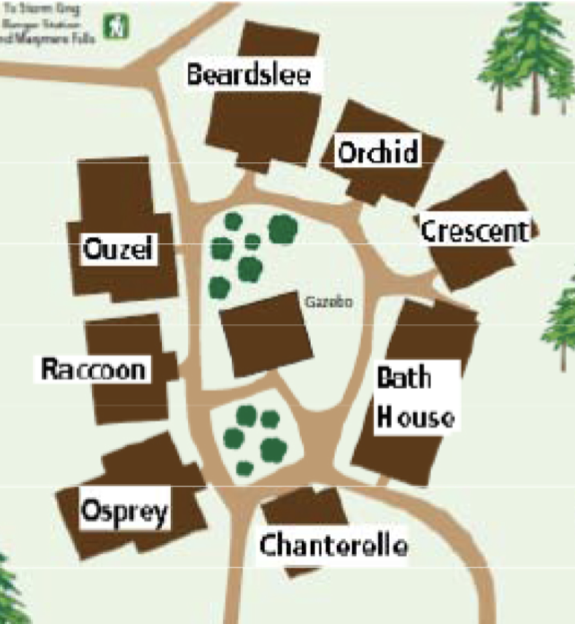 To Storm King
Ranger Station
and Marymere Falls
Beardslee
Orchid
Crescent
Ouzel
Gazebo
Raccoon
Bath
House
Osprey
Chanterelle